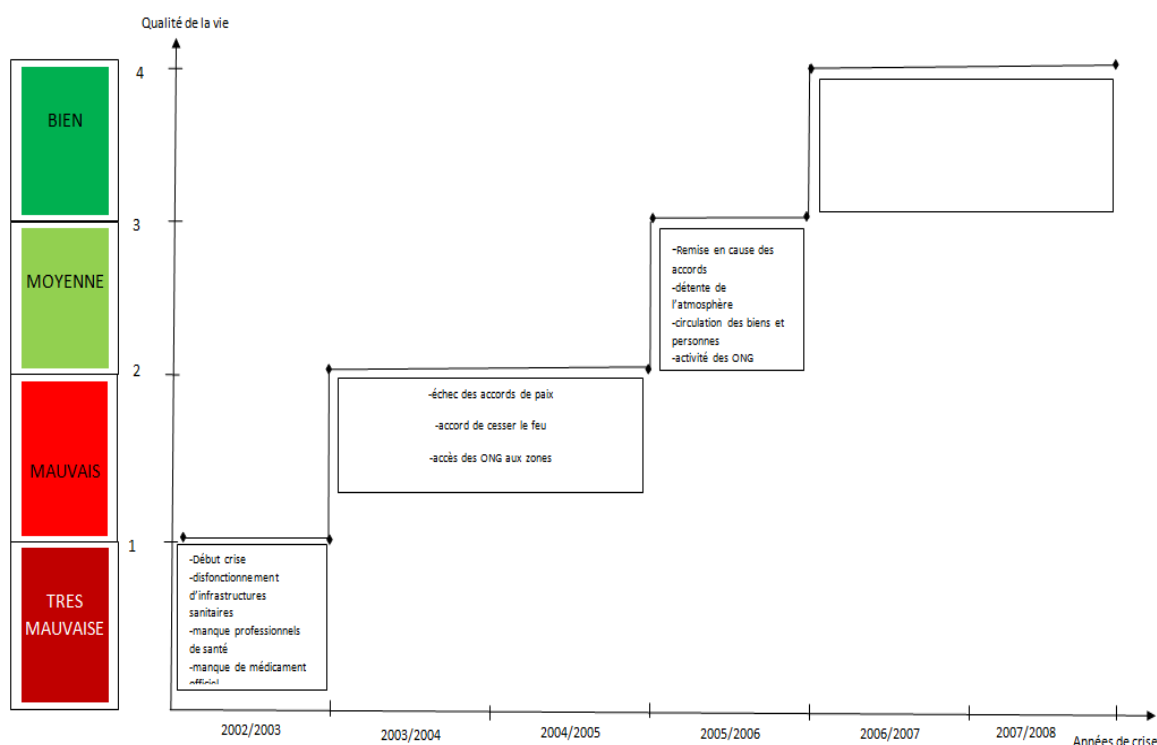 Qualité de la vie
4
BIEN
3
MOYENNE
-Remise en cause des
accords
-détente de
l'atmosphère
-circulation des biens et
personnes
-activité des ONG
2
-échec des accords de paix
-accord de cesser le feu
-accès des ONG aux zones
MAUVAIS
1
-Début crise
-disfonctionnement
d'infrastructures
sanitaires
-manque professionnels
de santé
-manque de médicament
officiel
TRES
MAUVAISE
2002/2003
2003/2004
2004/2005
2005/2006
2006/2007
2007/2008
Années de crise